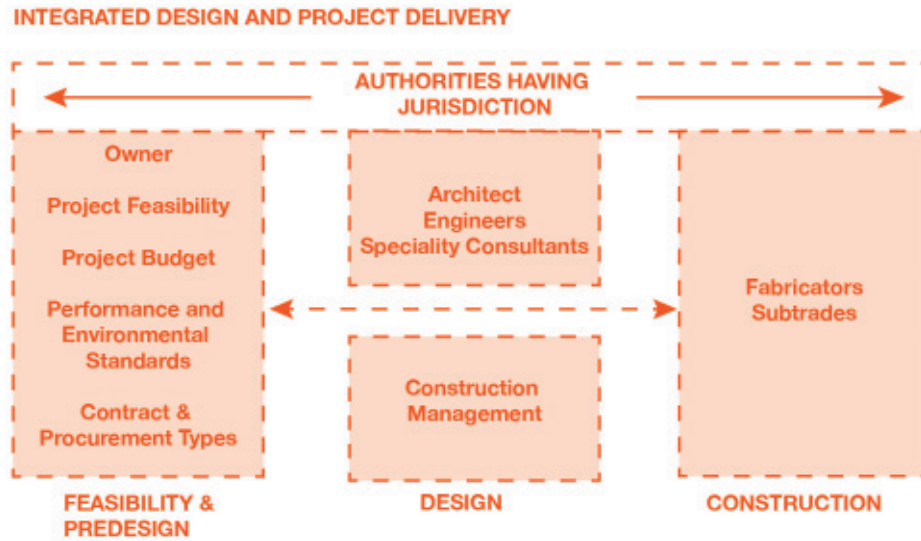 INTEGRATED DESIGN AND PROJECT DELIVERY
AUTHORITIES HAVING
JURISDICTION
Owner
Project Feasibility
Project Budget
Performance and
Environmental
Standards
Contract &
Procurement Types
FEASIBILITY &
PREDESIGN
Architect
Engineers
Speciality Consultants
Construction
Management
DESIGN
Fabricators
Subtrades
CONSTRUCTION